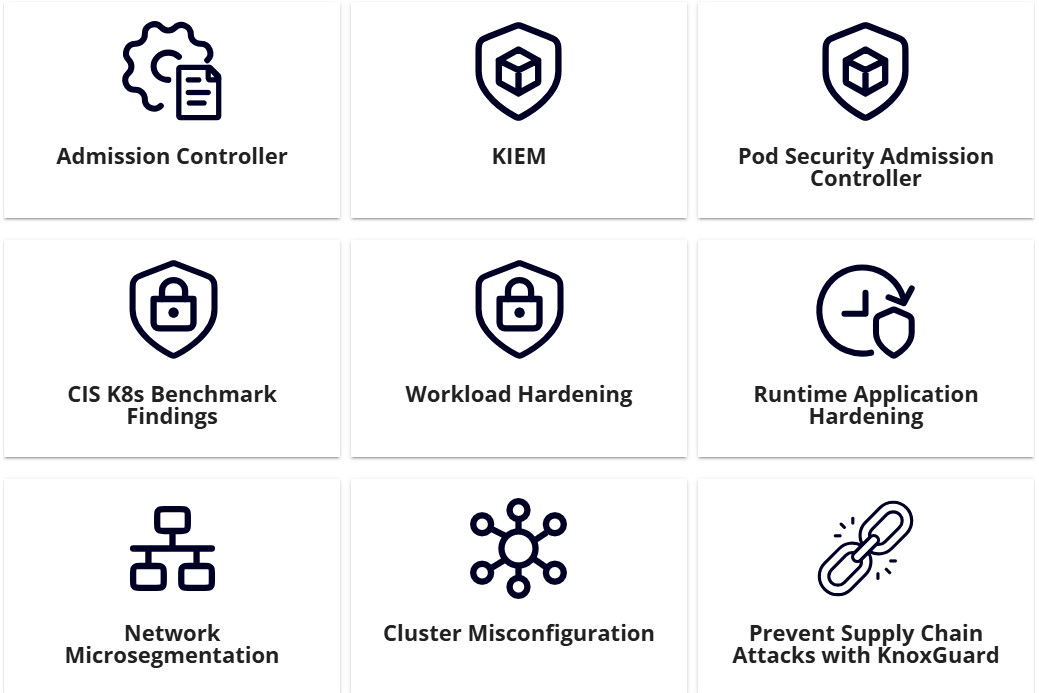 Admission Controller
KIEM
Pod Security Admission
Controller
CIS K8s Benchmark
Findings
Workload Hardening
Runtime Application
Hardening
Network
Microsegmentation
Cluster Misconfiguration
Prevent Supply Chain
Attacks with KnoxGuard